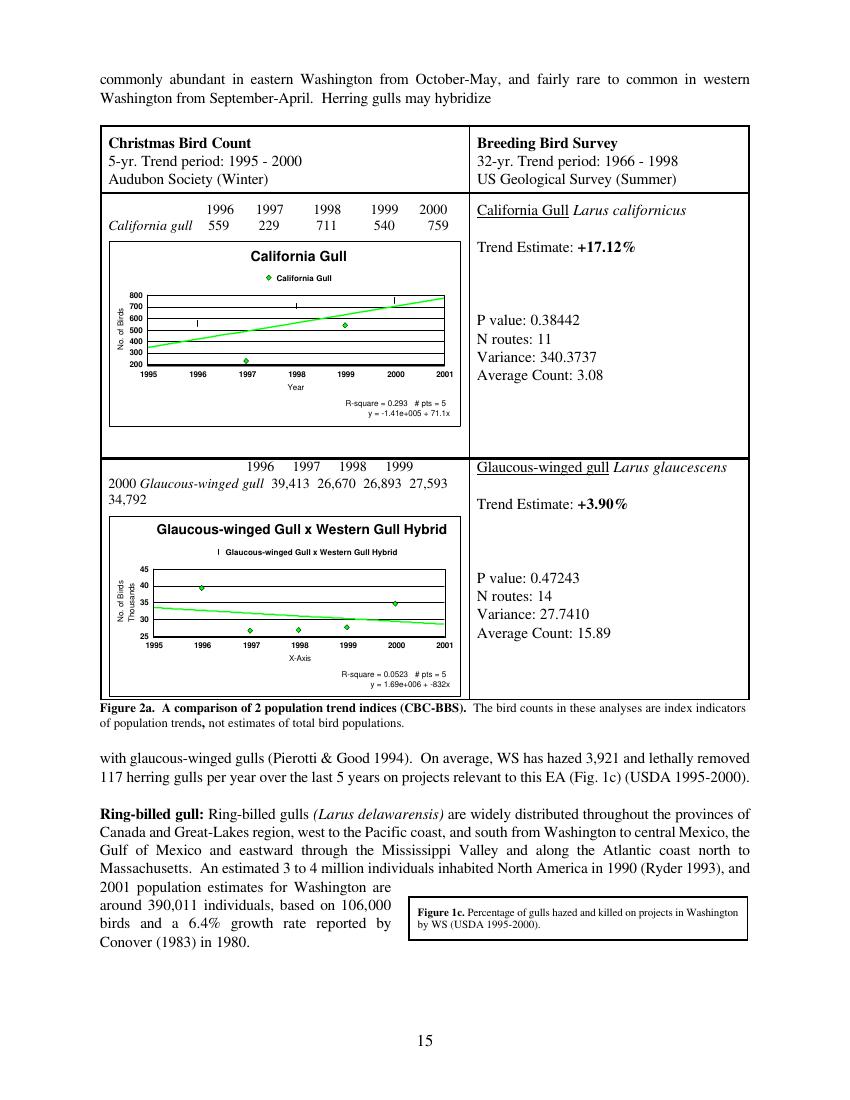 commonly abundant in eastern Washington from October-May, and fairly rare to common in western
Washington from September-April. Herring gulls may hybridize
Christmas Bird Count
5-yr. Trend period: 1995 - 2000
Audubon Society (Winter)
Breeding Bird Survey
32-yr. Trend period: 1966 - 1998
US Geological Survey (Summer)
1996 1997 1998 1999 2000
California gull 559 229 711 540 759
California Gull
California Gull
800
700
600
500
400
300
200
No. of Birds
1995 1996 1997 1998 1999 2000 2001
Year
R-square = 0.293 # pts = 5
y = -1.41e+005 + 71.1x
California Gull Larus californicus
Trend Estimate: +17.12%
P value: 0.38442
N routes: 11
Variance: 340.3737
Average Count: 3.08
1996 1997 1998 1999
2000 Glaucous-winged gull 39,413 26,670 26,893 27,593
34,792
Glaucous-winged Gull x Western Gull Hybrid
Glaucous-winged Gull x Western Gull Hybrid
45
40
35
30
25
No. of Birds
Thousands
1995 1996 1997 1998 1999 2000 2001
X-Axis
R-square = 0.0523 # pts = 5
y = 1.69e+006 + -832x
Glaucous-winged gull Larus glaucescens
Trend Estimate: +3.90%
P value: 0.47243
N routes: 14
Variance: 27.7410
Average Count: 15.89
Figure 2a. A comparison of 2 population trend indices (CBC-BBS). The bird counts in these analyses are index indicators
of population trends, not estimates of total bird populations.
with glaucous-winged gulls (Pierotti & Good 1994). On average, WS has hazed 3,921 and lethally removed
117 herring gulls per year over the last 5 years on projects relevant to this EA (Fig. 1c) (USDA 1995-2000).
Ring-billed gull: Ring-billed gulls (Larus delawarensis) are widely distributed throughout the provinces of
Canada and Great-Lakes region, west to the Pacific coast, and south from Washington to central Mexico, the
Gulf of Mexico and eastward through the Mississippi Valley and along the Atlantic coast north to
Massachusetts. An estimated 3 to 4 million individuals inhabited North America in 1990 (Ryder 1993), and
2001 population estimates for Washington are
around 390,011 individuals, based on 106,000
birds and a 6.4% growth rate reported by
Conover (1983) in 1980.
Figure 1c. Percentage of gulls hazed and killed on projects in Washington
by WS (USDA 1995-2000).
15